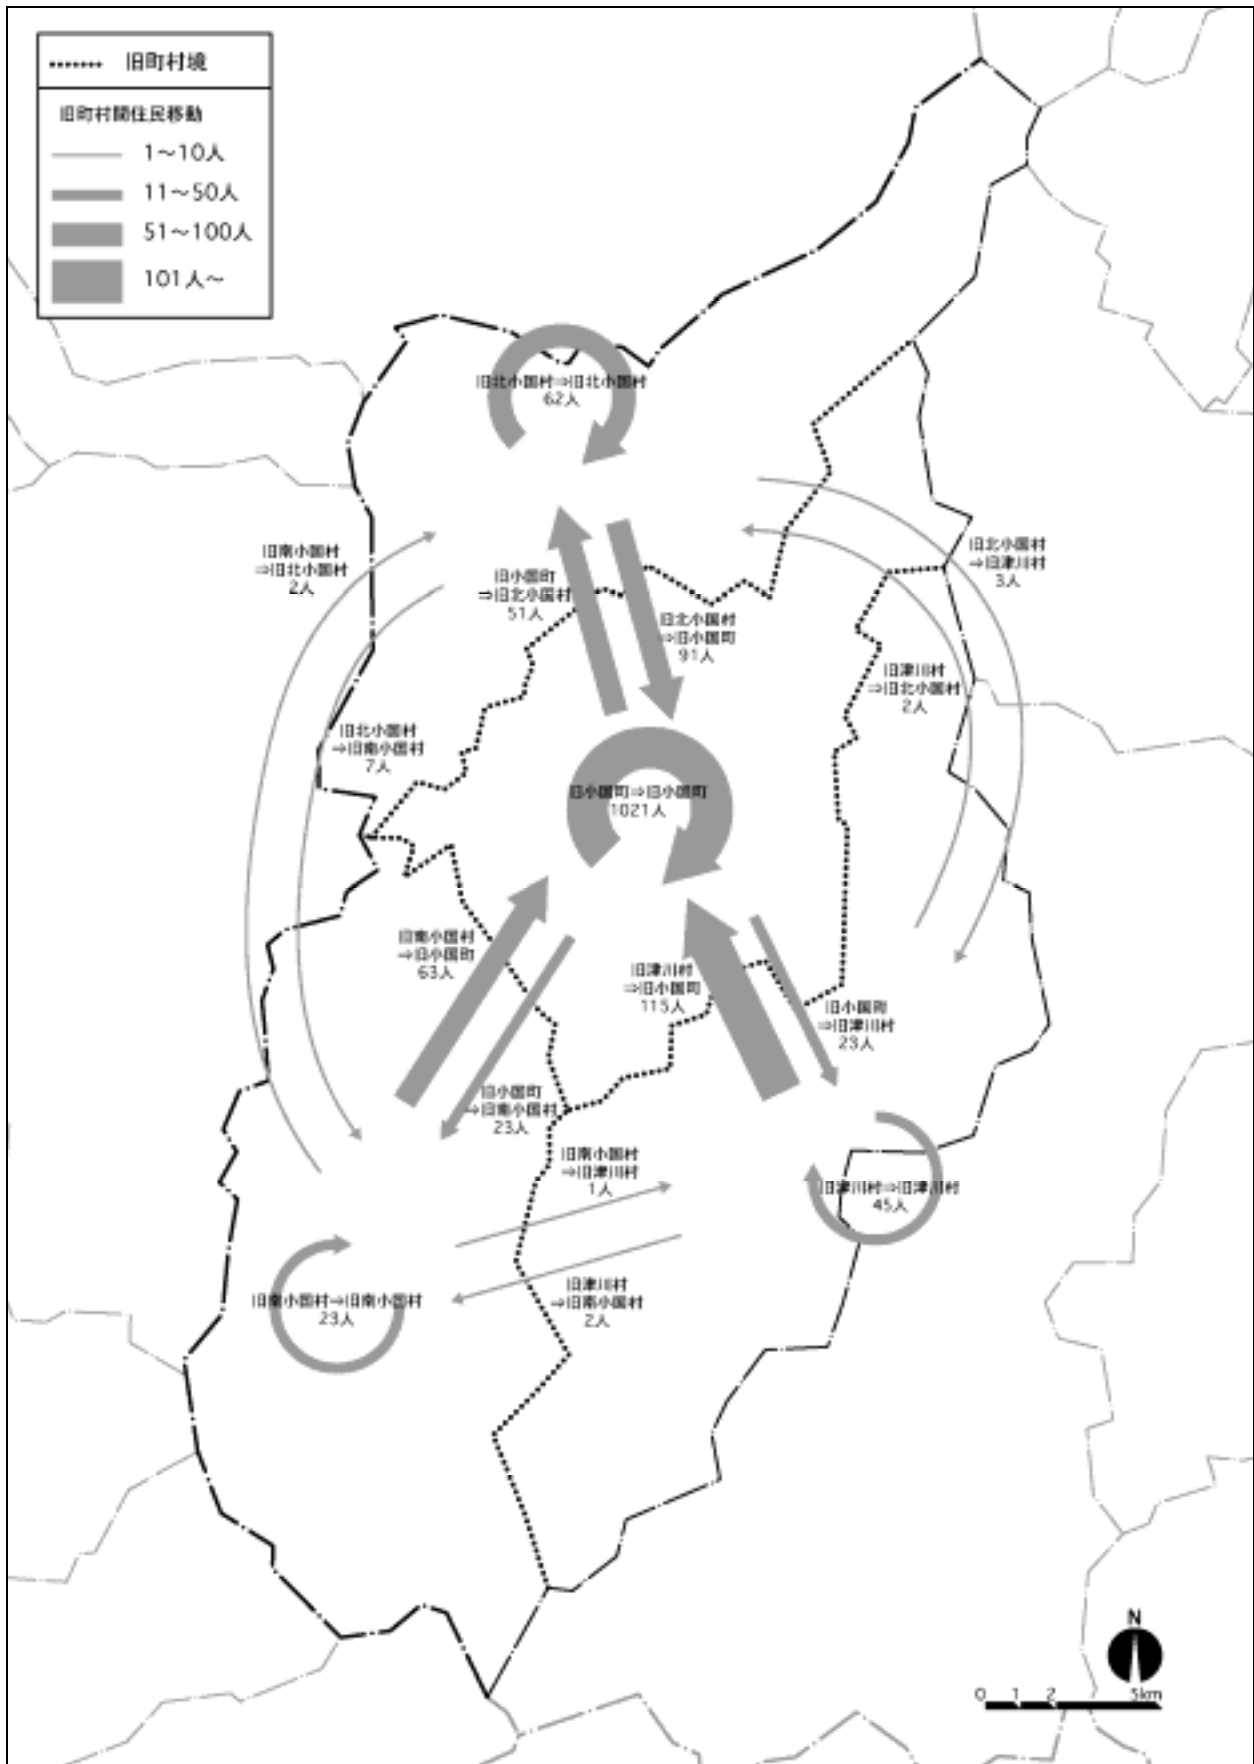 旧町村境
旧町村間住民移動
1～10人
11～50人
51～100人
101人～
旧北小国村⇒旧北小国村
62人
旧南小国村
⇒旧北小国村
2人
旧小国町
⇒旧北小国村
51人
旧北小国村
⇒旧小国町
91人
旧北小国村
⇒旧津川村
3人
旧津川村
⇒旧北小国村
2人
旧北小国村
⇒旧南小国村
7人
旧小国町⇒旧小国町
1021人
旧南小国村
⇒旧小国町
63人
旧津川村
⇒旧小国町
115人
旧小国町
⇒旧津川村
23人
旧小国町
⇒旧南小国村
23人
旧南小国村
⇒旧津川村
1人
旧津川村⇒旧津川村
45人
旧津川村
⇒旧南小国村
2人
旧南小国村⇒旧南小国村
23人
N
0 1 2 5km